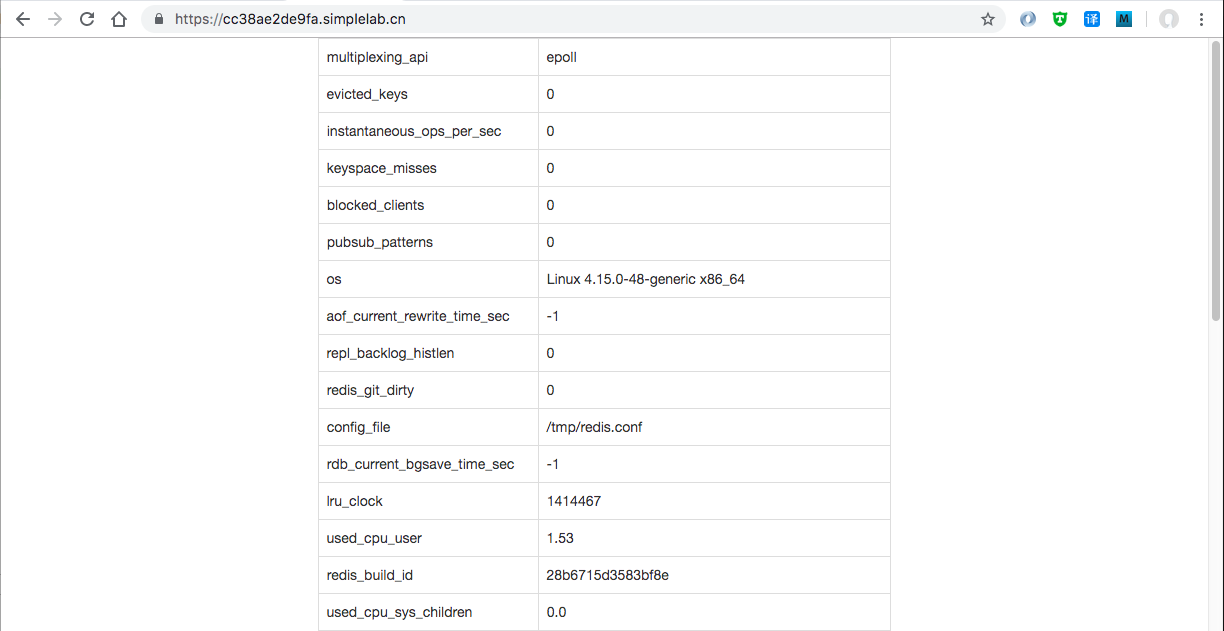 https://cc38ae2de9fa.simplelab.cn
译
M
multiplexing_api epoll
evicted_keys 0
instantaneous_ops_per_sec 0
keyspace_misses 0
blocked_clients 0
pubsub_patterns 0
os Linux 4.15.0-48-generic x86_64
aof_current_rewrite_time_sec -1
repl_backlog_histlen 0
redis_git_dirty 0
config_file /tmp/redis.conf
rdb_current_bgsave_time_sec -1
lru_clock 1414467
used_cpu_user 1.53
redis_build_id 28b6715d3583bf8e
used_cpu_sys_children 0.0